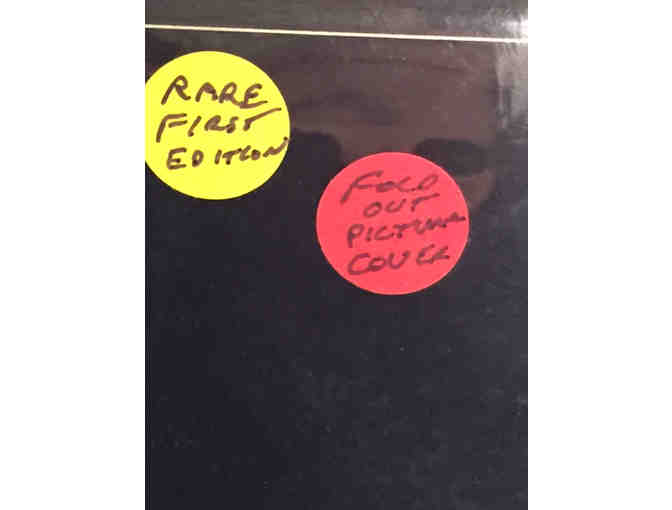 RARE
FIRST
EDITION
FOLD
OUT
PICTURE
COVER